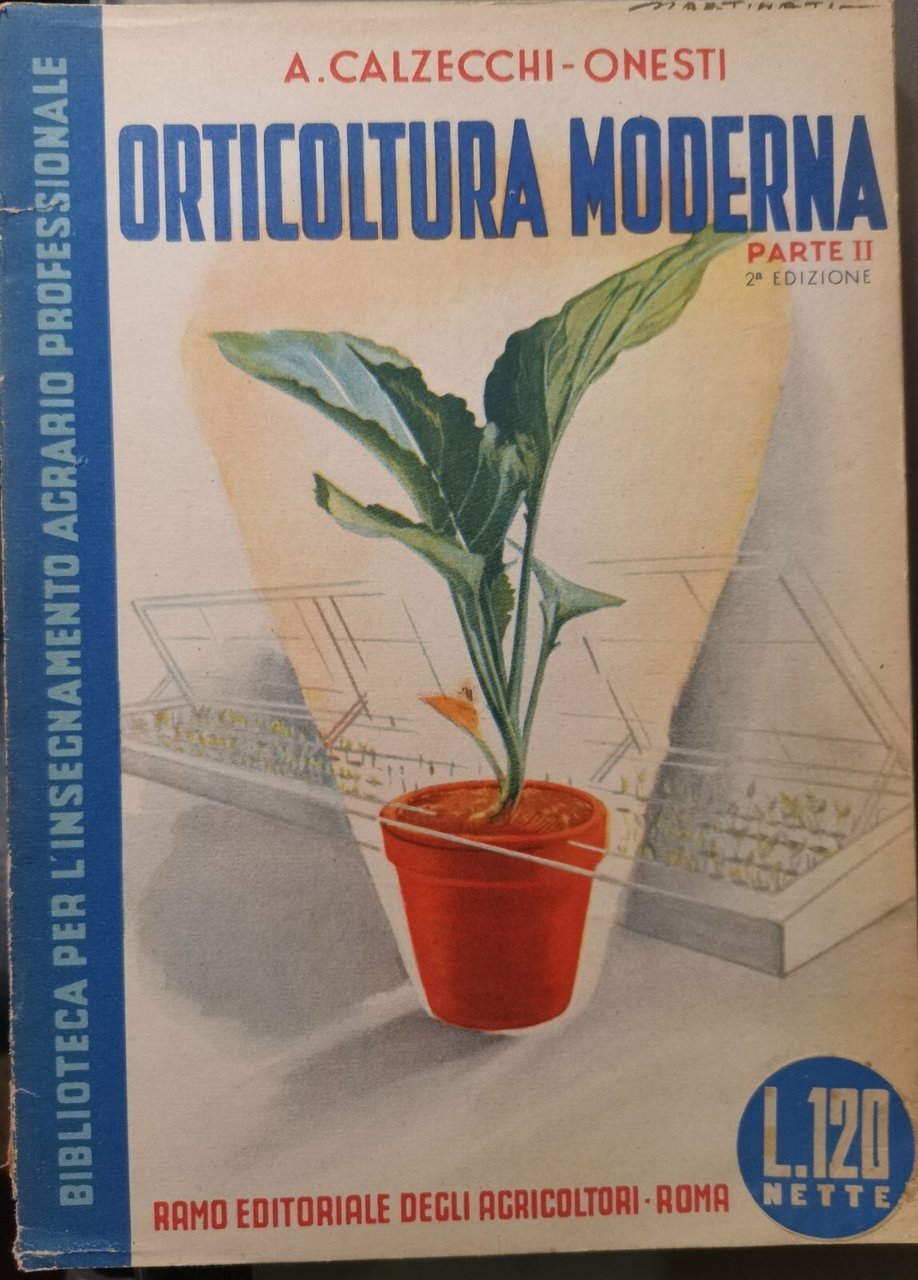 MARTINATI
A. CALZECCHI-ONESTI
ORTICOLTURA MODERNA
PARTE II
2ª EDIZIONE
BIBLIOTECA PER L'INSEGNAMENTO AGRARIO PROFESSIONALE
L.120
NETTE
RAMO EDITORIALE DEGLI AGRICOLTORI · ROMA